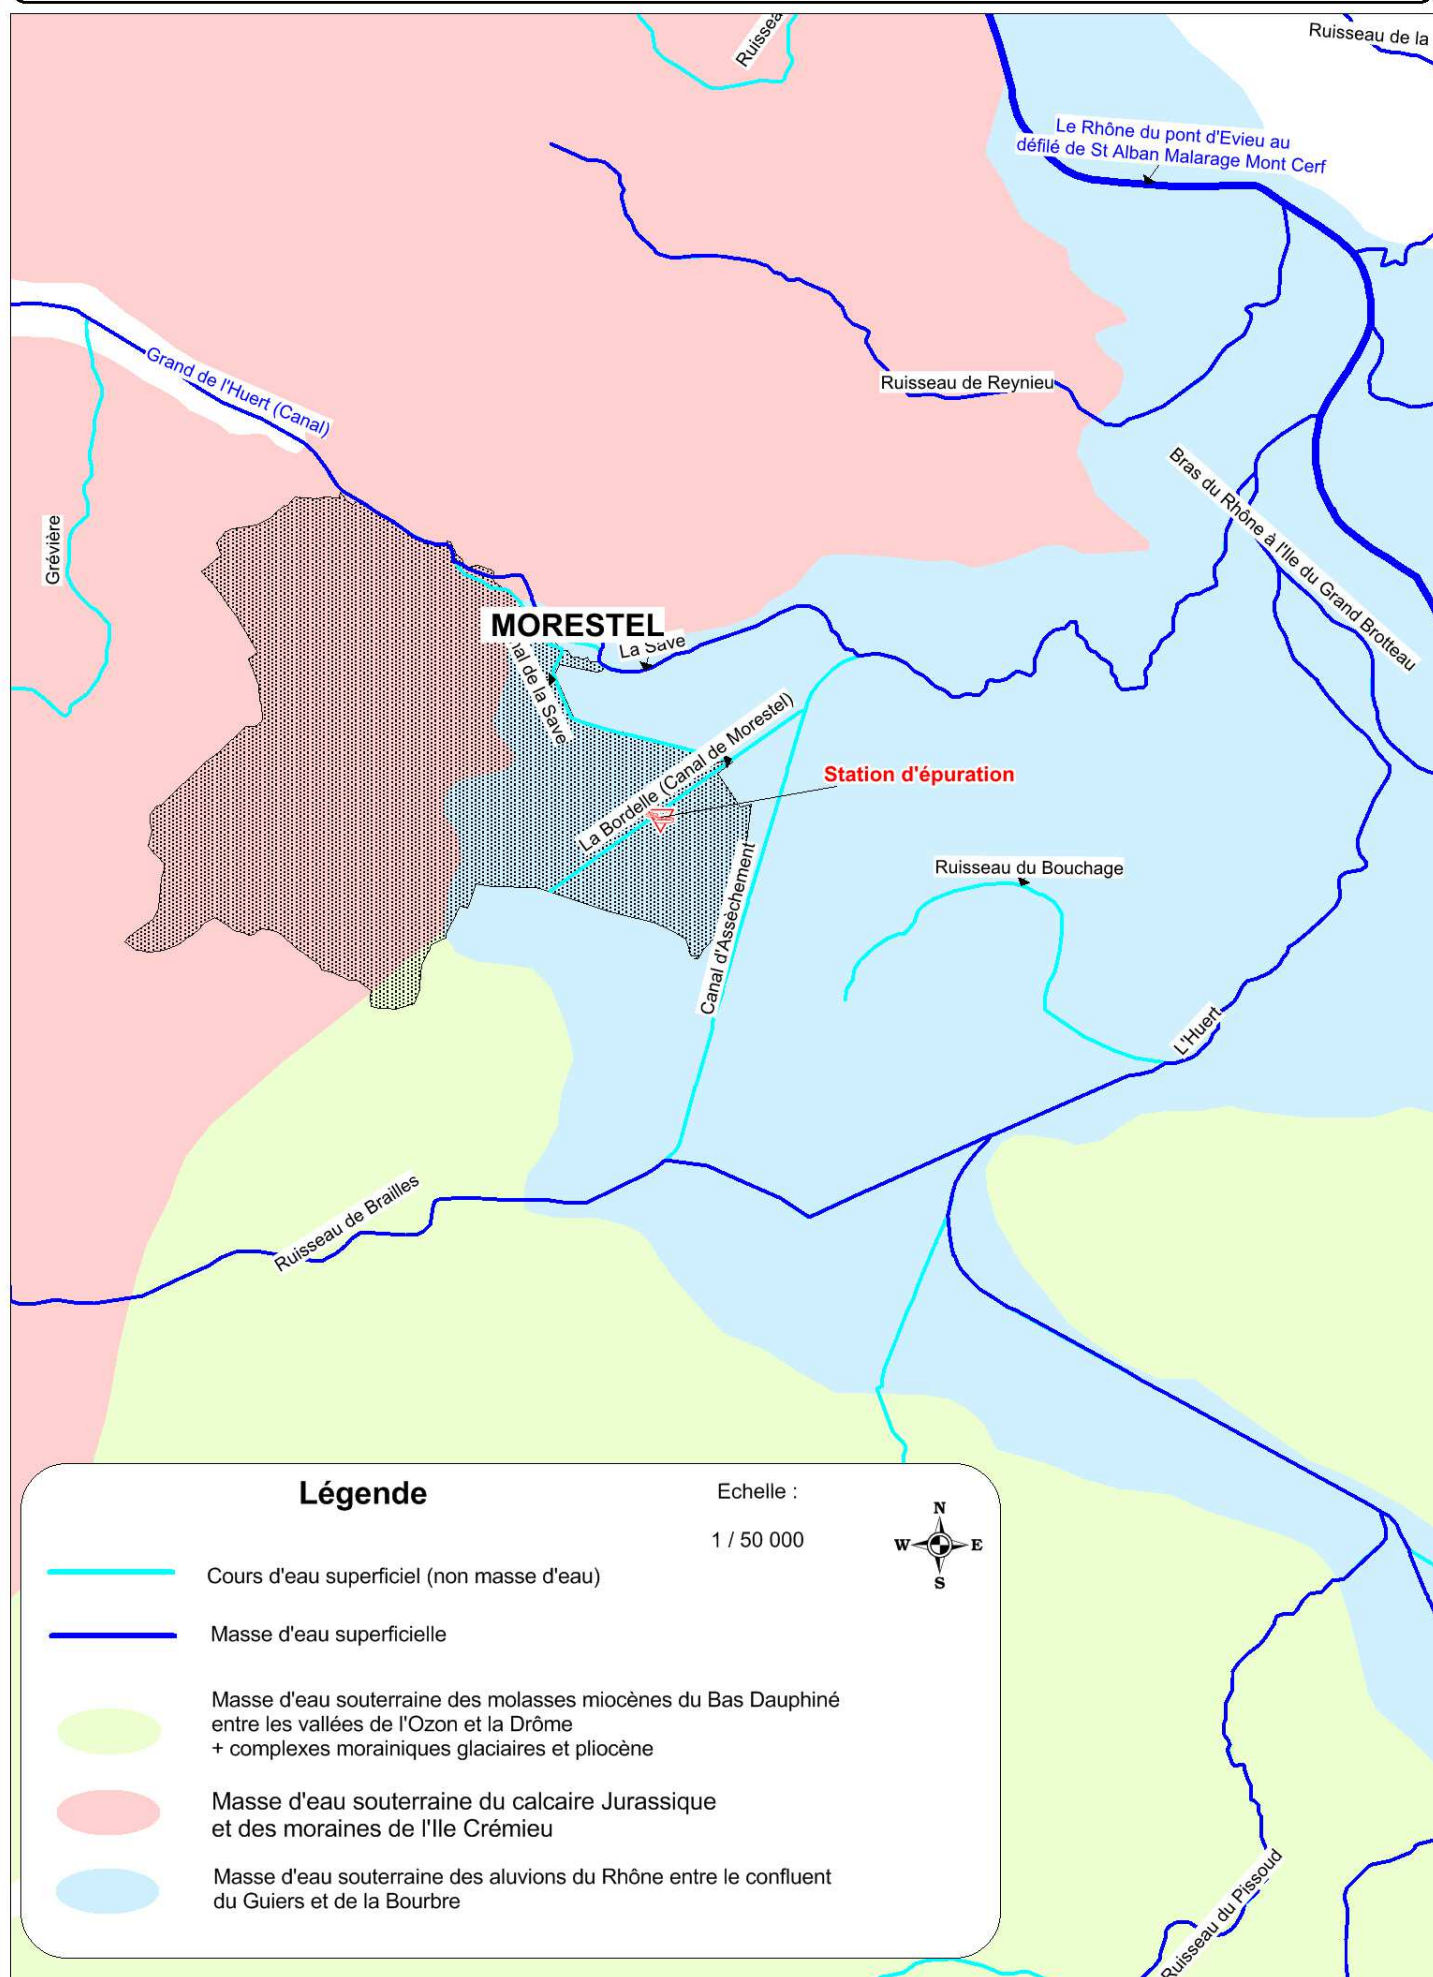 Ruissea
Ruisseau de la
Le Rhône du pont d'Evieu au
défilé de St Alban Malarage Mont Cerf
Grand de l'Huert (Canal)
Ruisseau de Reynieu
Bras du Rhône à l'Ile du Grand Brotteau
Grévière
MORESTEL
La Save
nal de la Save
La Bordelle (Canal de Morestel)
Station d'épuration
Canal d'Assèchement
Ruisseau du Bouchage
L'Huert
Ruisseau de Brailles
Légende
Echelle :
1 / 50 000
N
W E
S
Cours d'eau superficiel (non masse d'eau)
Masse d'eau superficielle
Masse d'eau souterraine des molasses miocènes du Bas Dauphiné
entre les vallées de l'Ozon et la Drôme
+ complexes morainiques glaciaires et pliocène
Masse d'eau souterraine du calcaire Jurassique
et des moraines de l'Ile Crémieu
Masse d'eau souterraine des aluvions du Rhône entre le confluent
du Guiers et de la Bourbre
Ruisseau du Pissoud